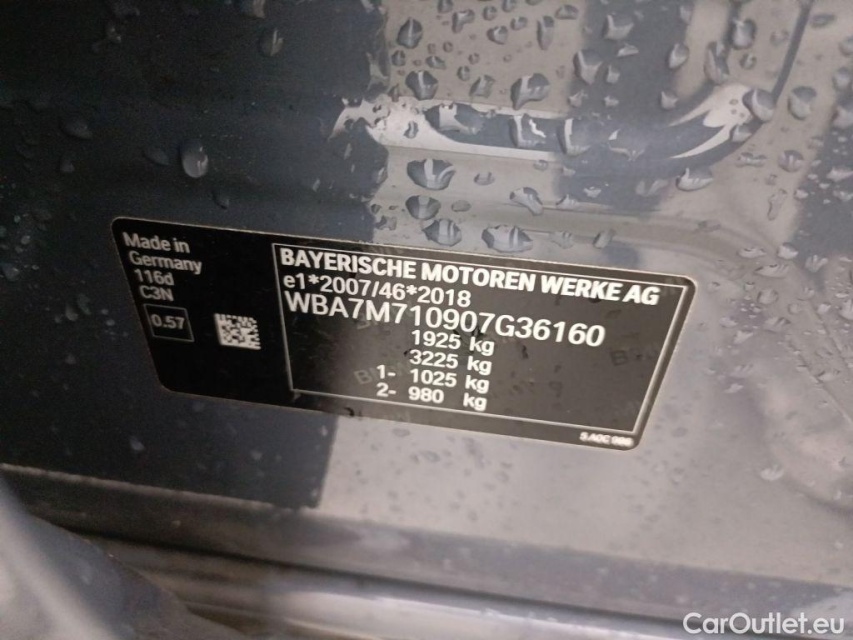 Made in
Germany
116d
C3N
0.57
BAYERISCHE MOTOREN WERKE AG
e1*2007/46*2018
WBA7M710907G36160
1925 kg
3225 kg
1- 1025 kg
2- 980 kg
CarOutlet.eu